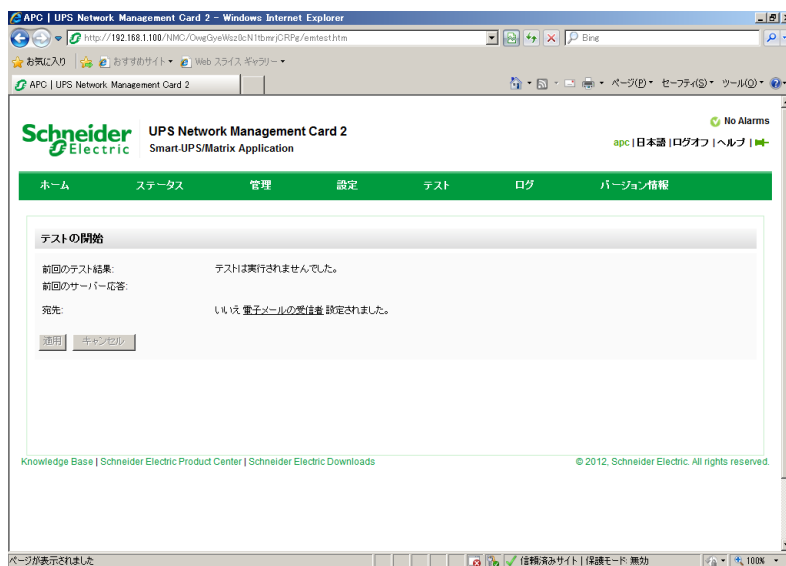 APC | UPS Network Management Card 2 - Windows Internet Explorer
http://192.168.1.100/NMC/OwgGyeWsz0cN1tbmrjCRPg/emtest.htm
Bing
お気に入り
おすすめサイト
Web スライス ギャラリー
APC | UPS Network Management Card 2
ページ(P)
セーフティ(S)
ツール(O)
No Alarms
Schneider Electric
UPS Network Management Card 2
Smart-UPS/Matrix Application
apc | 日本語 | ログオフ | ヘルプ |
ホーム ステータス 管理 設定 テスト ログ バージョン情報
テストの開始
前回のテスト結果: テストは実行されませんでした。
前回のサーバー応答:
宛先: いいえ 電子メールの受信者 設定されました。
適用 キャンセル
Knowledge Base | Schneider Electric Product Center | Schneider Electric Downloads
© 2012, Schneider Electric. All rights reserved.
ページが表示されました
信頼済みサイト | 保護モード: 無効
100%